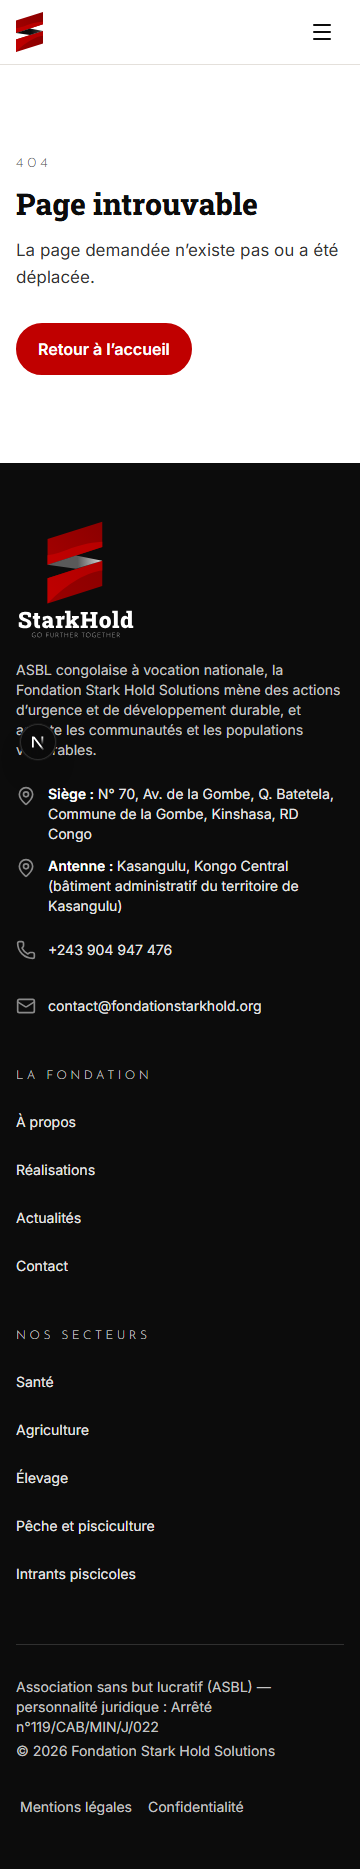 404
Page introuvable
La page demandée n’existe pas ou a été
déplacée.
Retour à l’accueil
StarkHold
GO FURTHER TOGETHER
ASBL congolaise à vocation nationale, la
Fondation Stark Hold Solutions mène des actions
d’urgence et de développement durable, et
les communautés et les populations
N
Siège : N° 70, Av. de la Gombe, Q. Batetela,
Commune de la Gombe, Kinshasa, RD
Congo
Antenne : Kasangulu, Kongo Central
(bâtiment administratif du territoire de
Kasangulu)
+243 904 947 476
contact@fondationstarkhold.org
LA FONDATION
À propos
Réalisations
Actualités
Contact
NOS SECTEURS
Santé
Agriculture
Élevage
Pêche et pisciculture
Intrants piscicoles
Association sans but lucratif (ASBL) —
personnalité juridique : Arrêté
n°119/CAB/MIN/J/022
© 2026 Fondation Stark Hold Solutions
Mentions légales Confidentialité